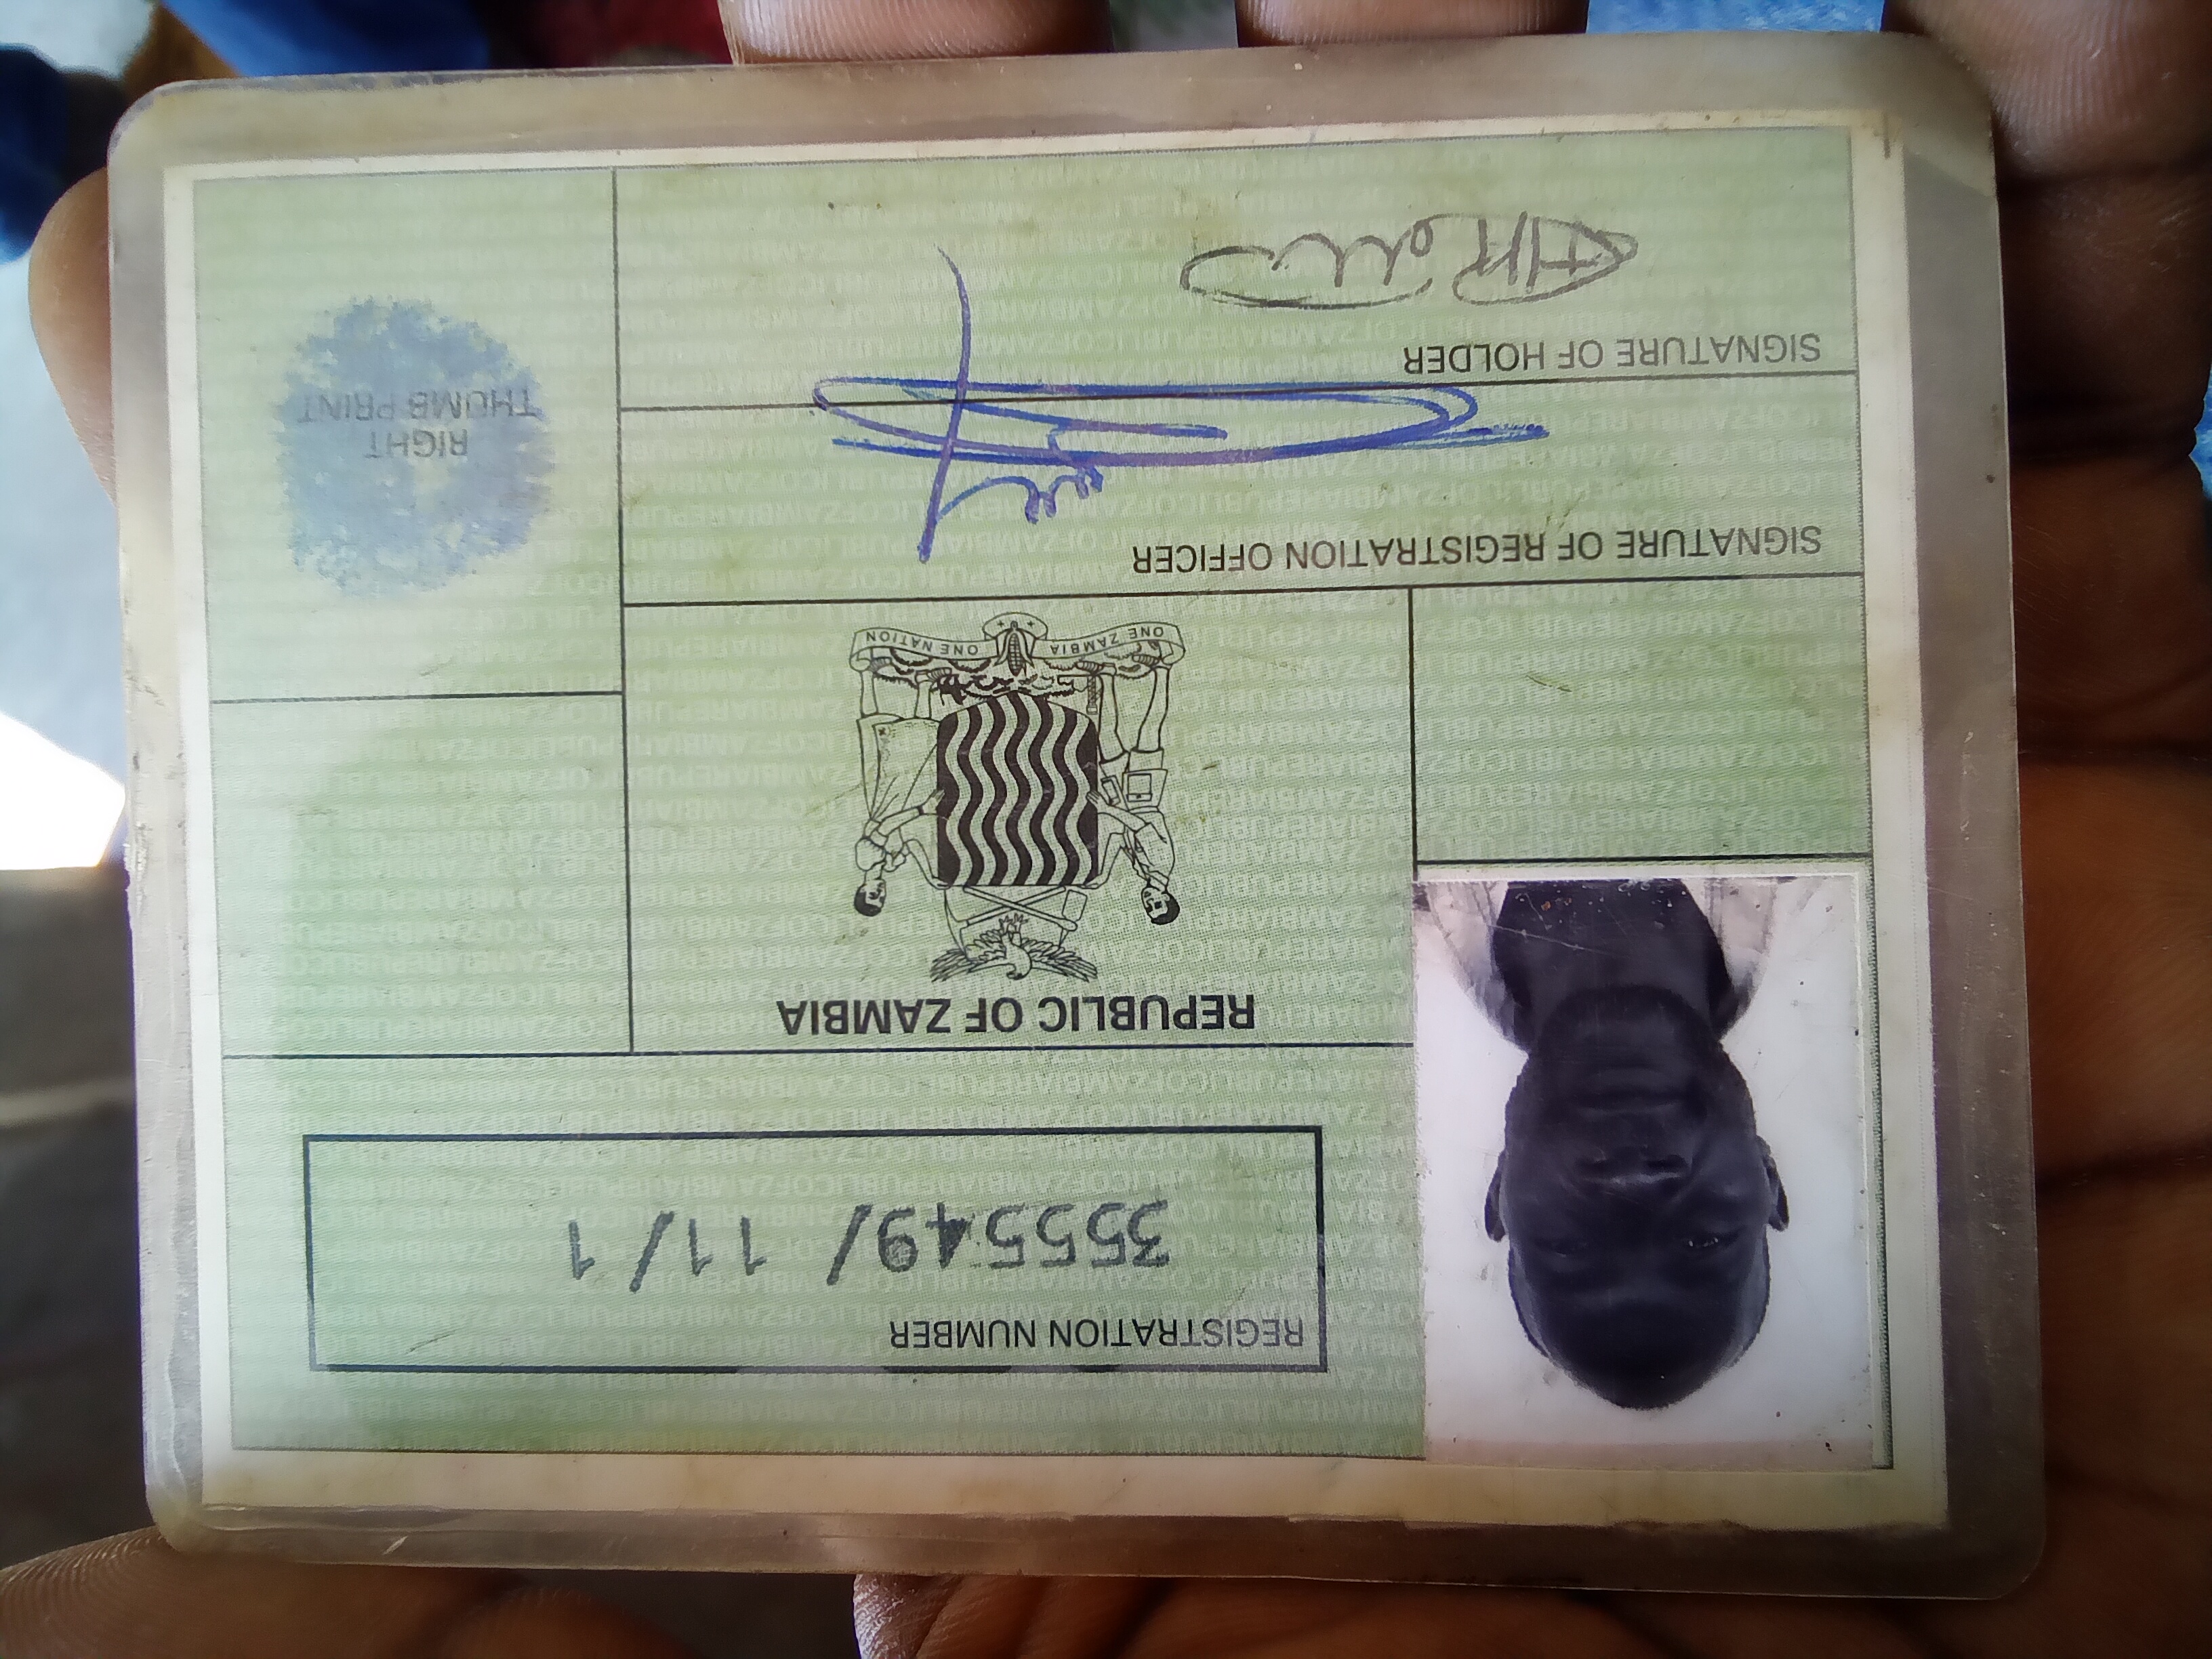 REGISTRATION NUMBER
355549/ 11/1
REPUBLIC OF ZAMBIA
ONE ZAMBIA ONE NATION
SIGNATURE OF REGISTRATION OFFICER
SIGNATURE OF HOLDER
RIGHT
THUMB PRINT